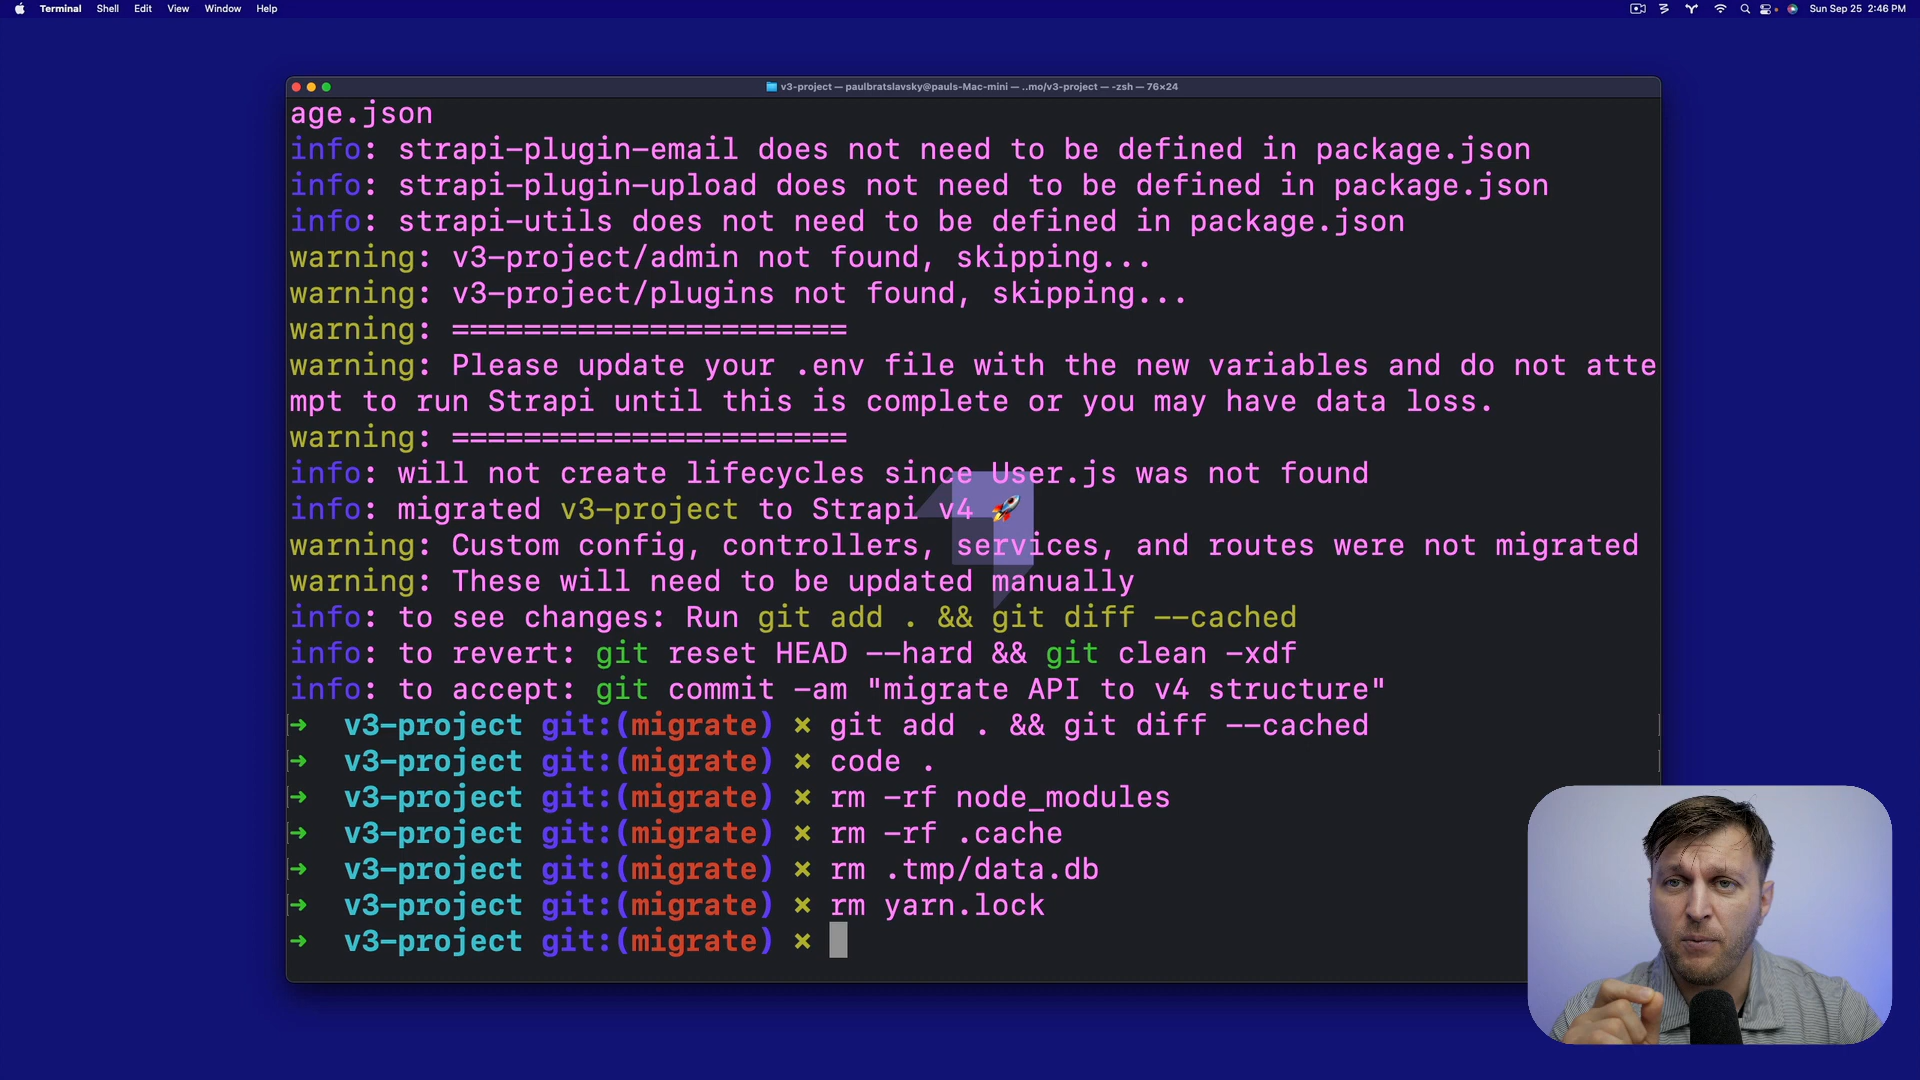 Terminal Shell Edit View Window Help Sun Sep 25 2:46 PM
v3-project — paulbratslavsky@pauls-Mac-mini — ..mo/v3-project — -zsh — 76×24
age.json
info: strapi-plugin-email does not need to be defined in package.json
info: strapi-plugin-upload does not need to be defined in package.json
info: strapi-utils does not need to be defined in package.json
warning: v3-project/admin not found, skipping...
warning: v3-project/plugins not found, skipping...
warning: ======================
warning: Please update your .env file with the new variables and do not atte
mpt to run Strapi until this is complete or you may have data loss.
warning: ======================
info: will not create lifecycles since User.js was not found
info: migrated v3-project to Strapi v4 🚀
warning: Custom config, controllers, services, and routes were not migrated
warning: These will need to be updated manually
info: to see changes: Run git add . && git diff --cached
info: to revert: git reset HEAD --hard && git clean -xdf
info: to accept: git commit -am "migrate API to v4 structure"
➜ v3-project git:(migrate) ✗ git add . && git diff --cached
➜ v3-project git:(migrate) ✗ code .
➜ v3-project git:(migrate) ✗ rm -rf node_modules
➜ v3-project git:(migrate) ✗ rm -rf .cache
➜ v3-project git:(migrate) ✗ rm .tmp/data.db
➜ v3-project git:(migrate) ✗ rm yarn.lock
➜ v3-project git:(migrate) ✗